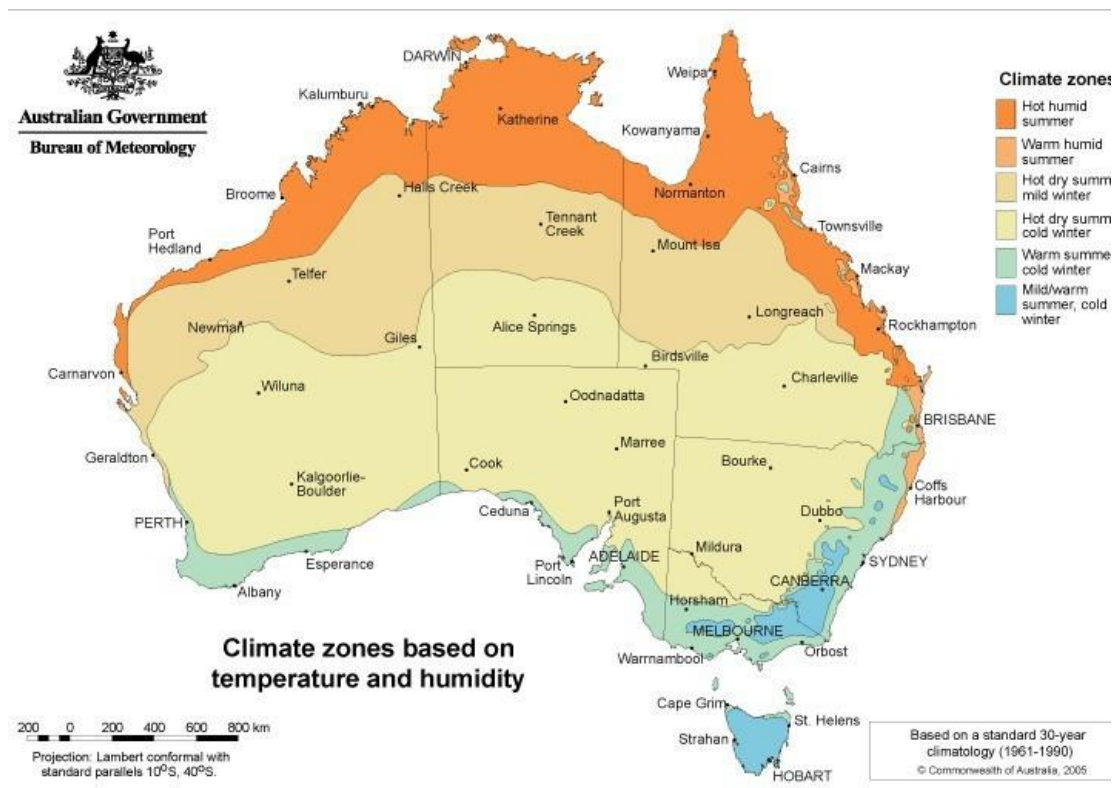 Australian Government
Bureau of Meteorology
DARWIN
Kalumburu
Katherine
Weipa
Kowanyama
Cairns
Broome
Halls Creek
Normanton
Port
Hedland
Tennant
Creek
Mount Isa
Townsville
Telfer
Mackay
Newman
Giles
Alice Springs
Longreach
Rockhampton
Carnarvon
Birdsville
Wiluna
Oodnadatta
Charleville
BRISBANE
Geraldton
Marree
Kalgoorlie-
Boulder
Cook
Bourke
Coffs
Harbour
PERTH
Ceduna
Port
Augusta
Dubbo
Esperance
Port
Lincoln
ADELAIDE
Mildura
SYDNEY
Albany
Horsham
CANBERRA
MELBOURNE
Warrnambool
Orbost
Cape Grim
St. Helens
Strahan
HOBART
Climate zones
Hot humid
summer
Warm humid
summer
Hot dry summ
mild winter
Hot dry summ
cold winter
Warm summe
cold winter
Mild/warm
summer, cold
winter
Climate zones based on
temperature and humidity
200 0 200 400 600 800 km
Projection: Lambert conformal with
standard parallels 10°S, 40°S.
Based on a standard 30-year
climatology (1961-1990)
© Commonwealth of Australia, 2005